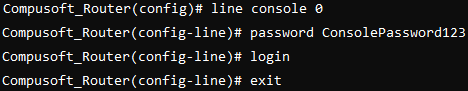 Compusoft_Router(config)# line console 0
Compusoft_Router(config-line)# password ConsolePassword123
Compusoft_Router(config-line)# login
Compusoft_Router(config-line)# exit